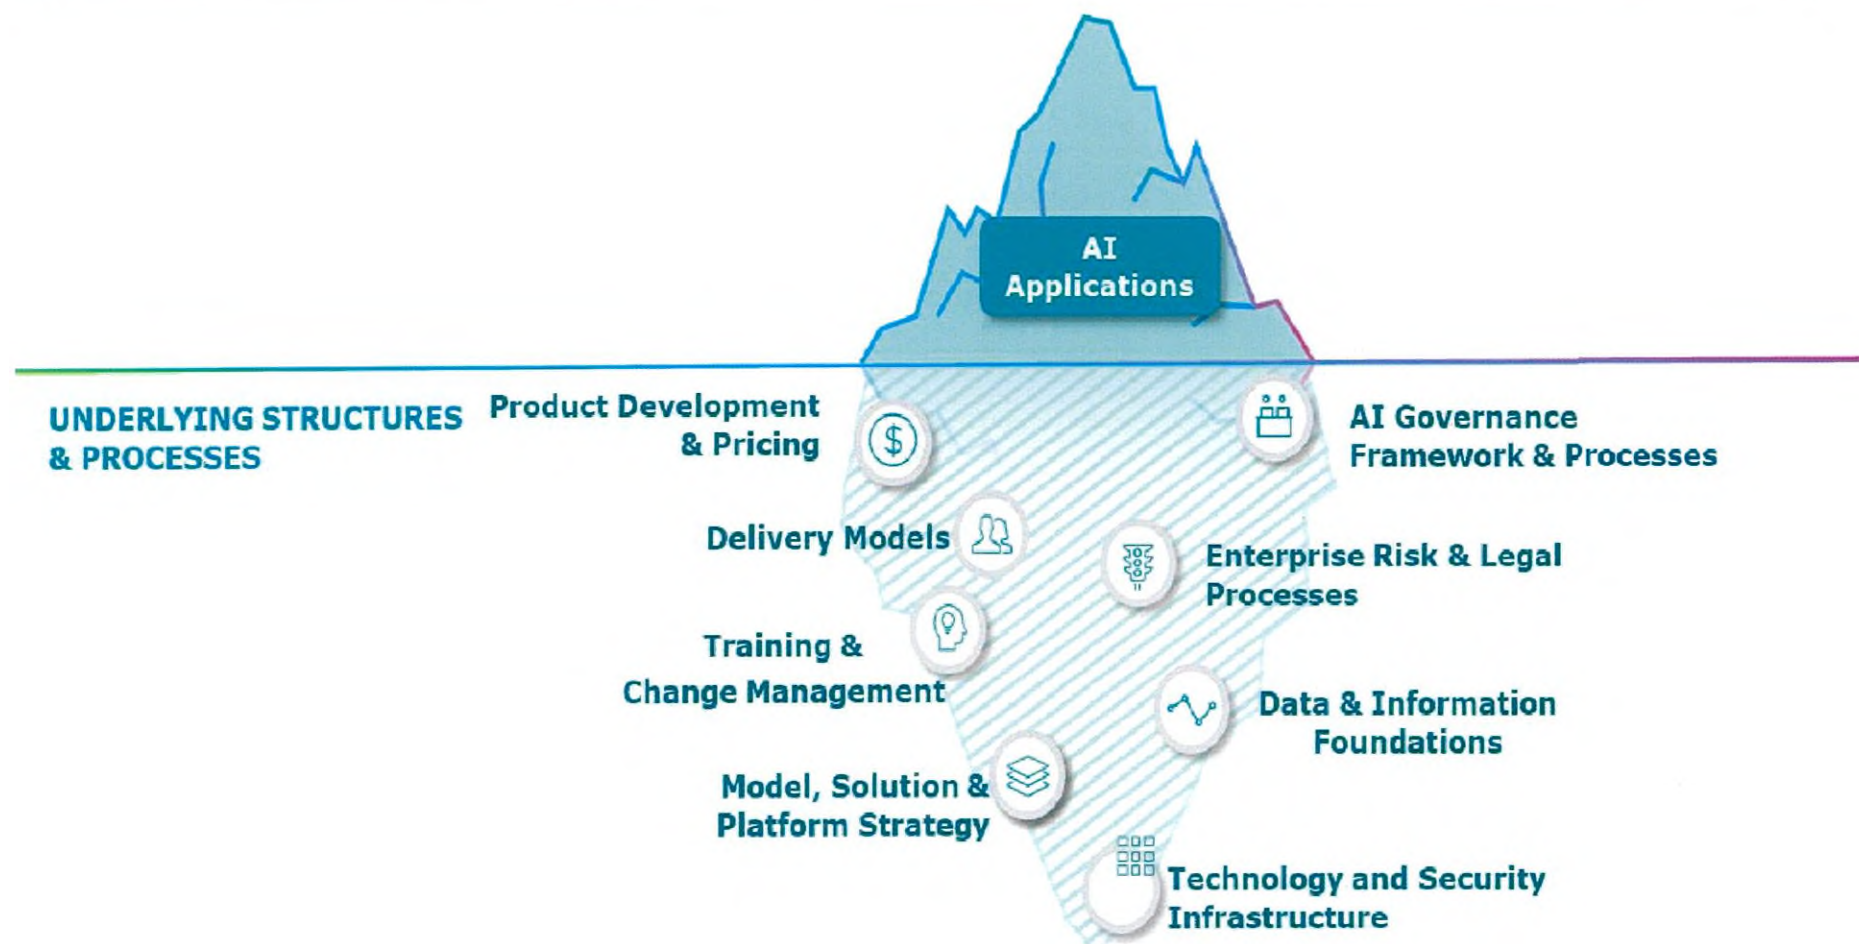 AI
Applications
UNDERLYING STRUCTURES
& PROCESSES
Product Development
& Pricing
$
AI Governance
Framework & Processes
Delivery Models
Enterprise Risk & Legal
Processes
Training &
Change Management
Data & Information
Foundations
Model, Solution &
Platform Strategy
Technology and Security
Infrastructure